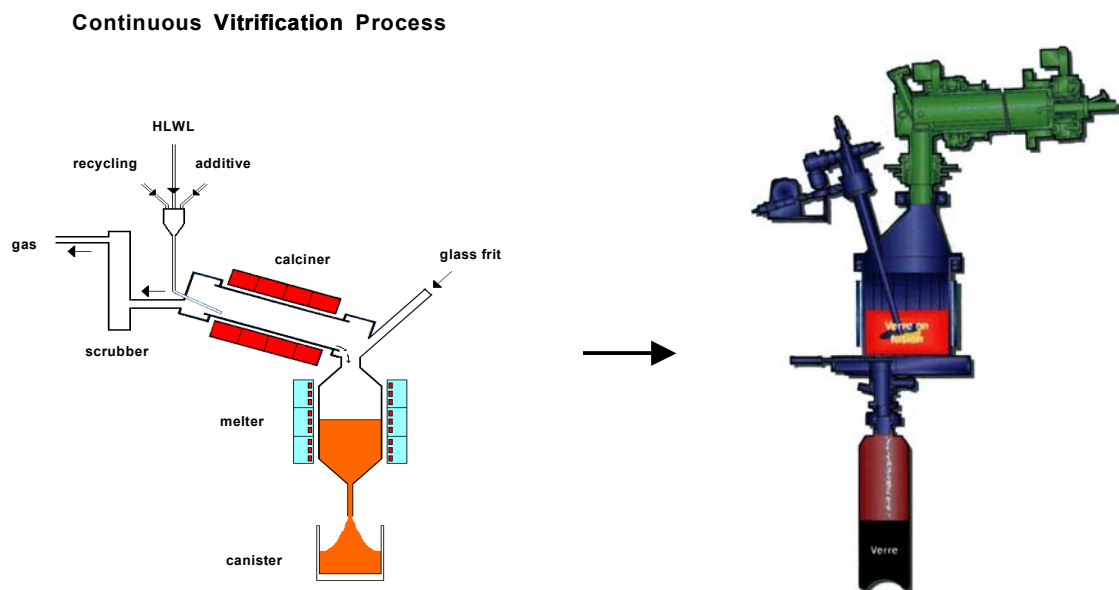 Continuous Vitrification Process
HLWL
recycling
additive
gas
calciner
glass frit
scrubber
melter
canister
Verre en
fusion
Verre